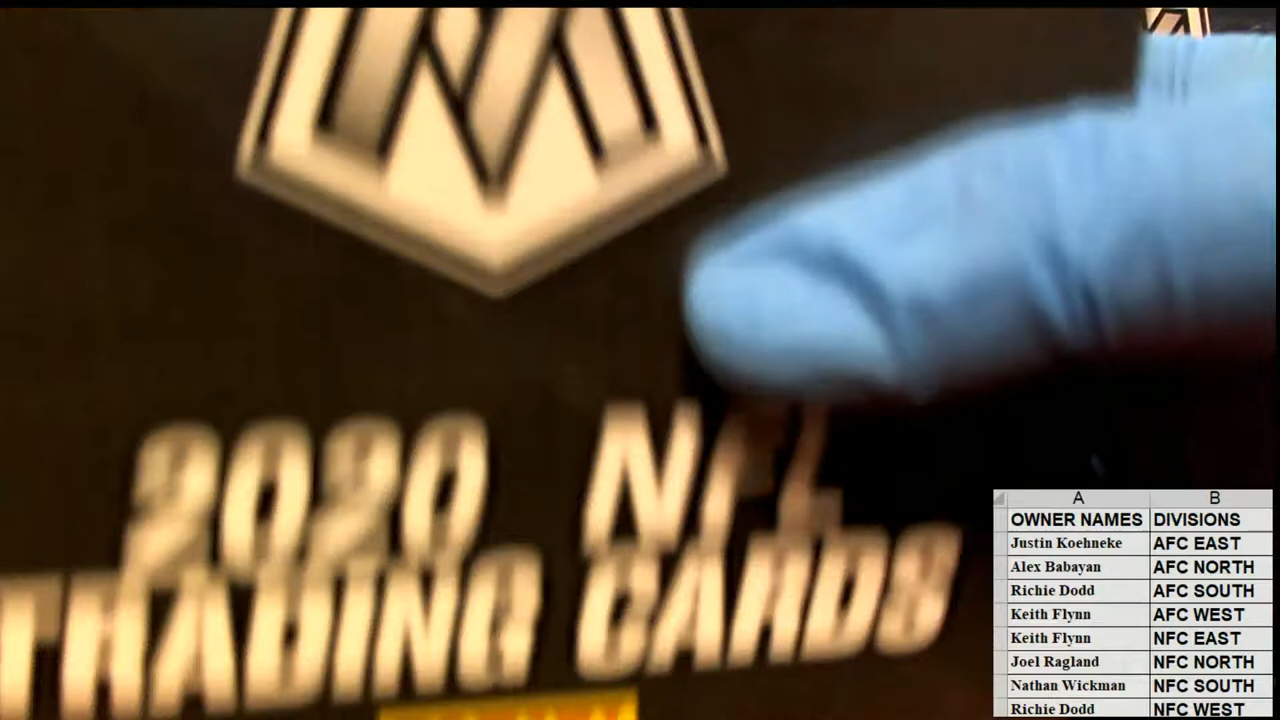 2020 NFL
TRADING CARDS
A B
OWNER NAMES DIVISIONS
Justin Koehneke AFC EAST
Alex Babayan AFC NORTH
Richie Dodd AFC SOUTH
Keith Flynn AFC WEST
Keith Flynn NFC EAST
Joel Ragland NFC NORTH
Nathan Wickman NFC SOUTH
Richie Dodd NFC WEST